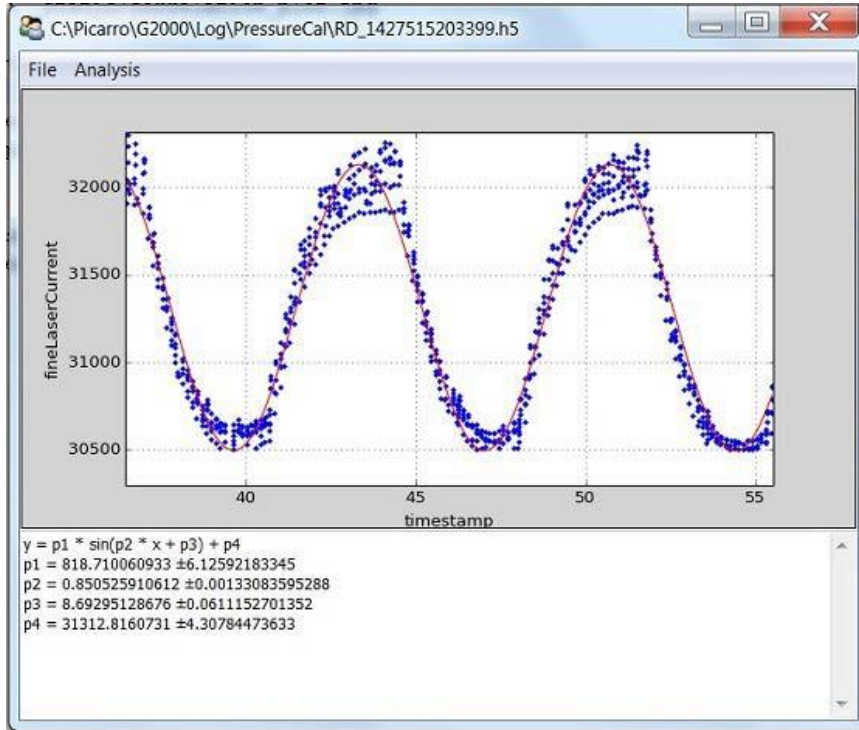 C:\Picarro\G2000\Log\PressureCal\RD_1427515203399.h5
File Analysis
fineLaserCurrent
32000
31500
31000
30500
40 45 50 55
timestamp
y = p1 * sin(p2 * x + p3) + p4
p1 = 818.710060933 ±6.12592183345
p2 = 0.850525910612 ±0.00133083595288
p3 = 8.69295128676 ±0.0611152701352
p4 = 31312.8160731 ±4.30784473633